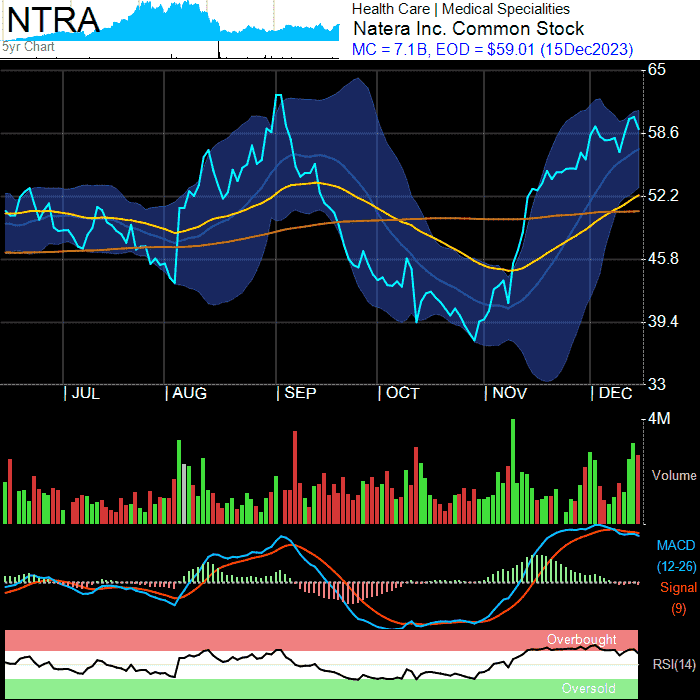 NTRA
5yr Chart
Health Care | Medical Specialities
Natera Inc. Common Stock
MC = 7.1B, EOD = $59.01 (15Dec2023)
65
58.6
52.2
45.8
39.4
33
JUL AUG SEP OCT NOV DEC
4M
Volume
MACD
(12-26)
Signal
(9)
Overbought
RSI(14)
Oversold